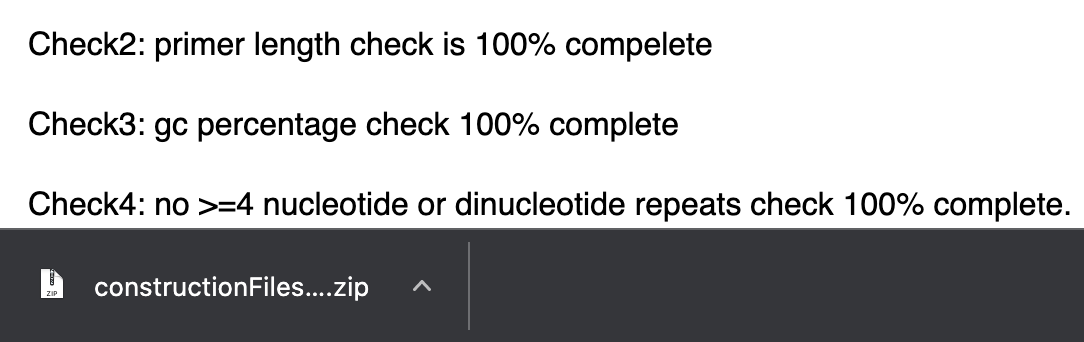 Check2: primer length check is 100% compelete
Check3: gc percentage check 100% complete
Check4: no >=4 nucleotide or dinucleotide repeats check 100% complete.
ZIP
constructionFiles....zip